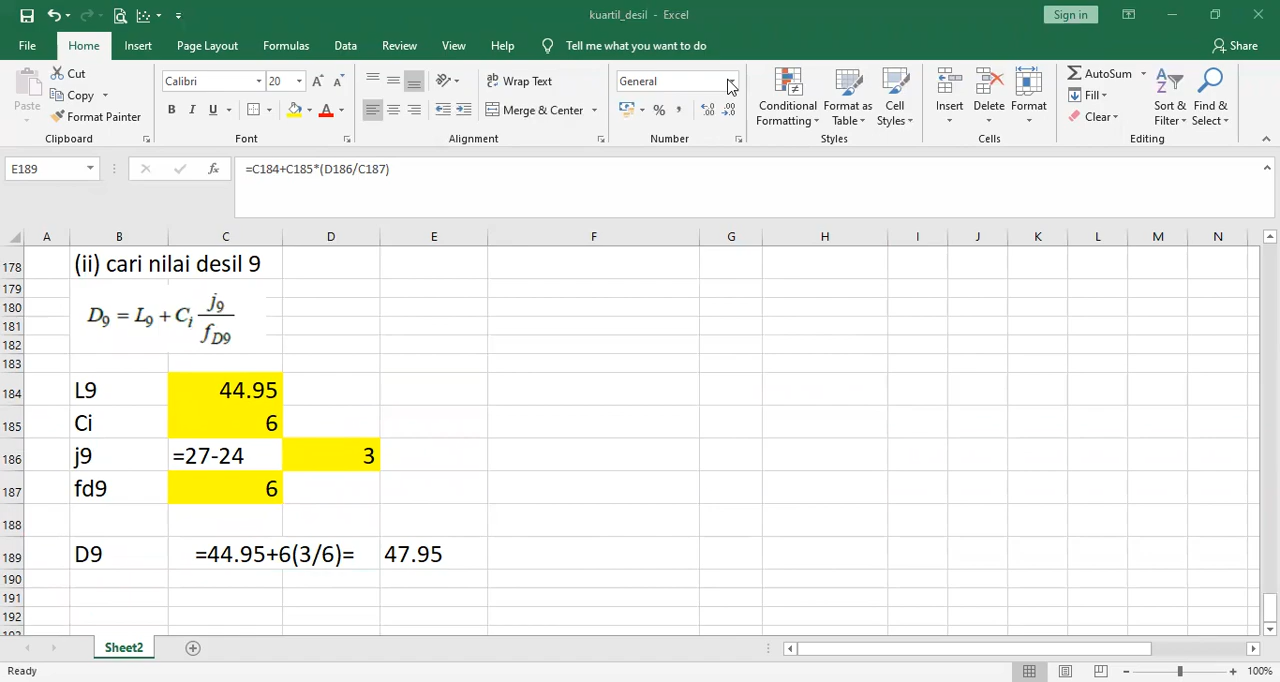 kuartil_desil - Excel
Sign in
File Home Insert Page Layout Formulas Data Review View Help Tell me what you want to do Share
Paste
Cut
Copy
Format Painter
Clipboard
Calibri 20 A A
B I U A
Font
Wrap Text
Merge & Center
Alignment
General
% ,
Number
Conditional Formatting
Format as Table
Cell Styles
Styles
Insert Delete Format
Cells
AutoSum
Fill
Clear
Sort & Filter
Find & Select
Editing
E189 fx =C184+C185*(D186/C187)
A B C D E F G H I J K L M N
178 (ii) cari nilai desil 9
179
180 D9 = L9 + Ci j9
181 fD9
182
183
184 L9 44.95
185 Ci 6
186 j9 =27-24 3
187 fd9 6
188
189 D9 =44.95+6(3/6)= 47.95
190
191
192
193
Sheet2
Ready 100%